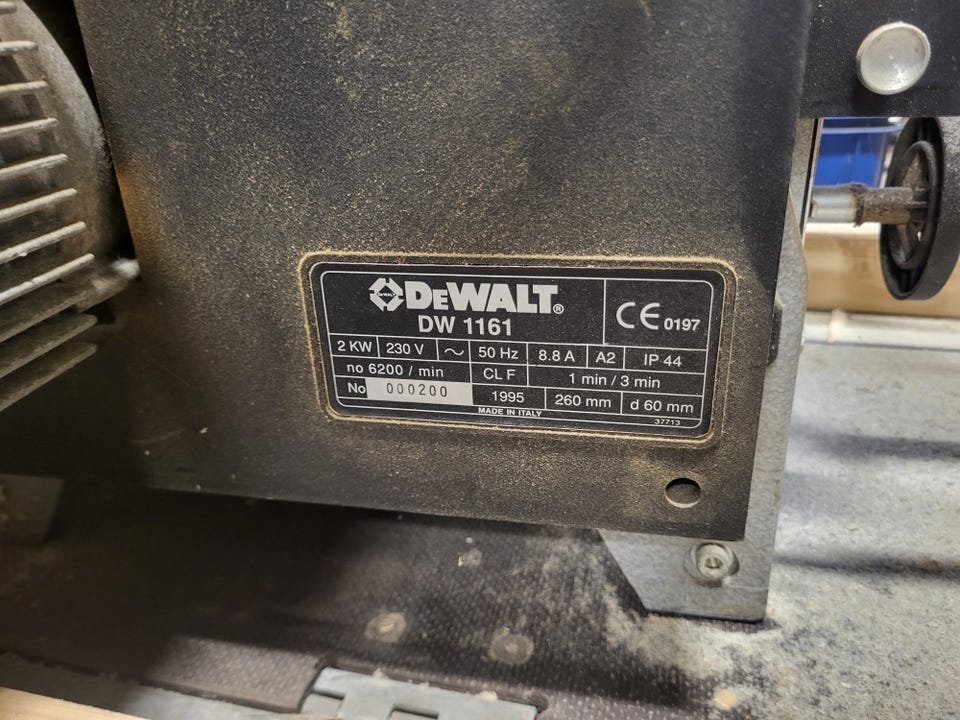 DEWALT®
DW 1161
CE 0197
2 KW 230 V ~ 50 Hz 8.8 A A2 IP 44
no 6200 / min CL F 1 min / 3 min
No 000200 1995 260 mm d 60 mm
MADE IN ITALY
37713